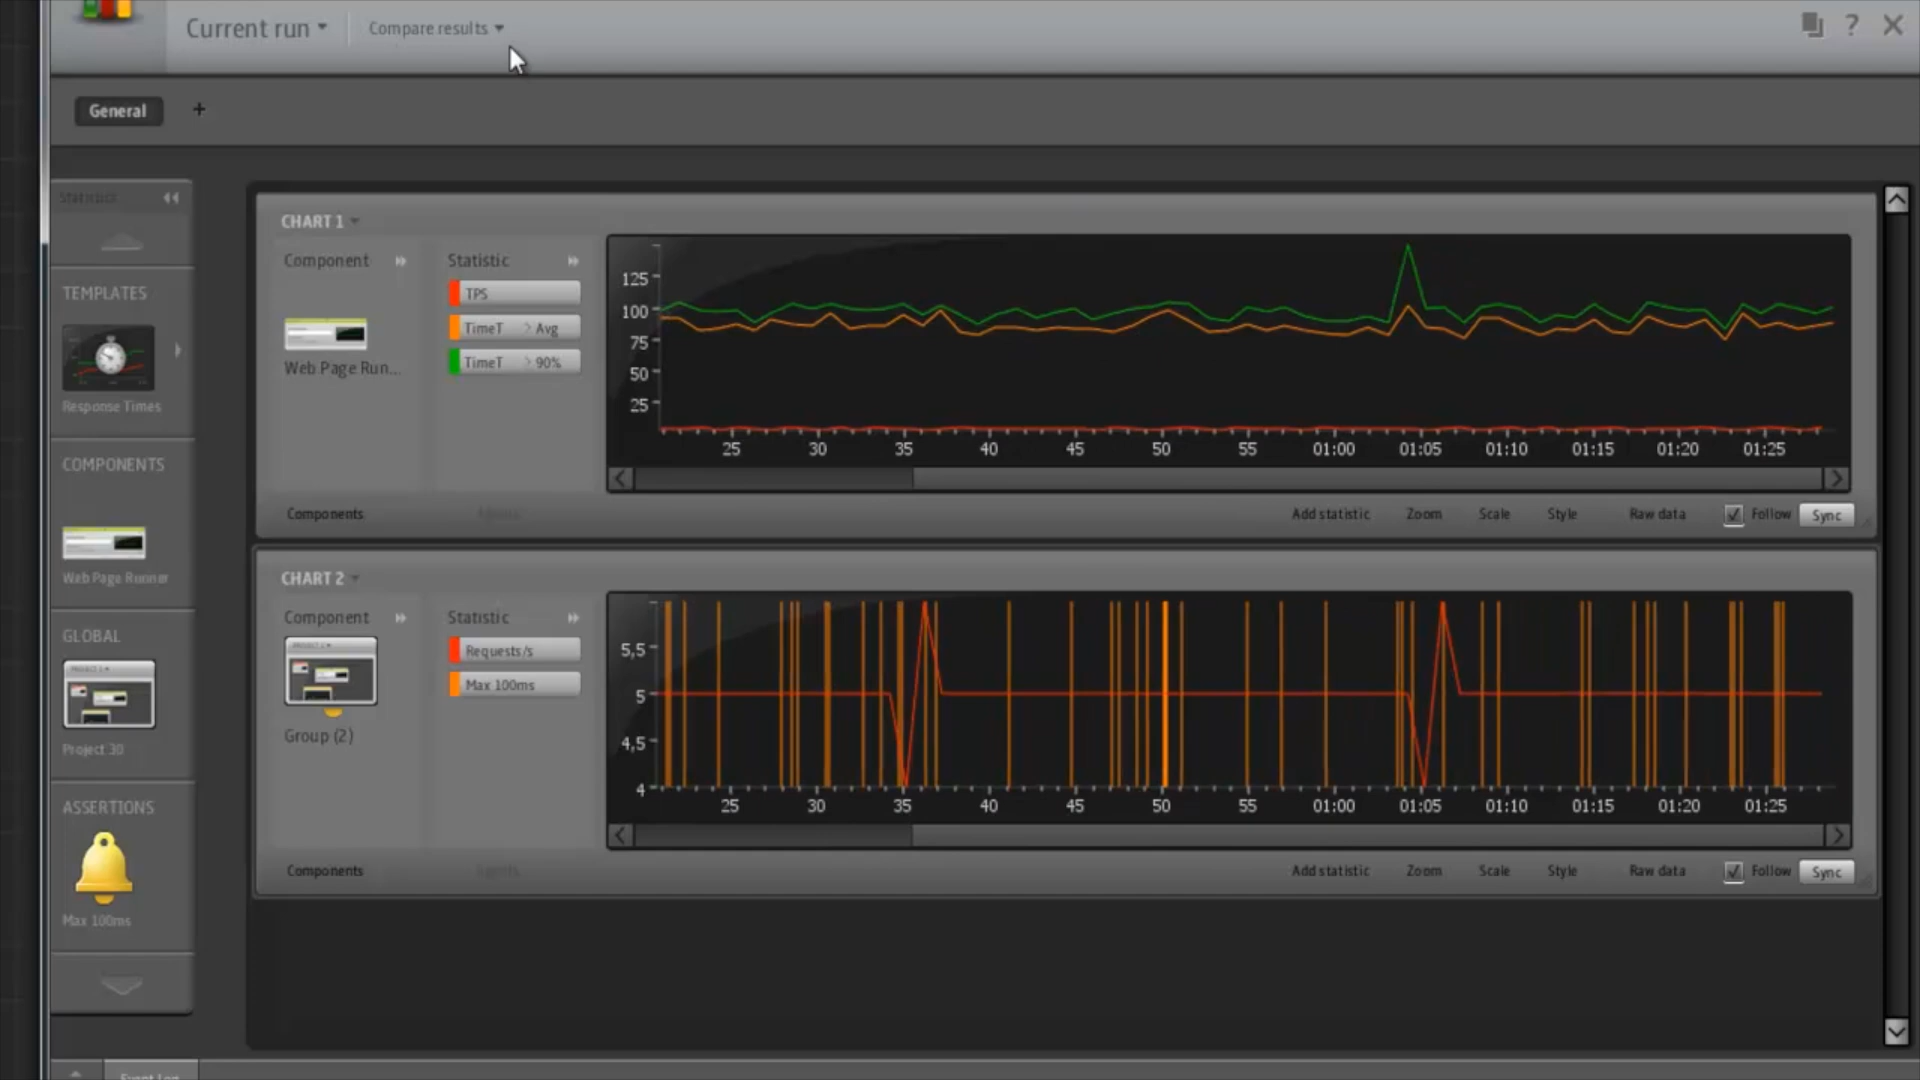 Current run
Compare results
?
General
+
Statistics
TEMPLATES
Response Times
COMPONENTS
Web Page Runner
GLOBAL
Project 30
ASSERTIONS
Max 100ms
CHART 1
Component
Web Page Run...
Statistic
TPS
TimeT > Avg
TimeT > 90%
125
100
75
50
25
25 30 35 40 45 50 55 01:00 01:05 01:10 01:15 01:20 01:25
Components
Add statistic Zoom Scale Style Raw data Follow Sync
CHART 2
Component
PROJECT 1
Group (2)
Statistic
Requests/s
Max 100ms
5,5
5
4,5
4
25 30 35 40 45 50 55 01:00 01:05 01:10 01:15 01:20 01:25
Components
Add statistic Zoom Scale Style Raw data Follow Sync
Event Log